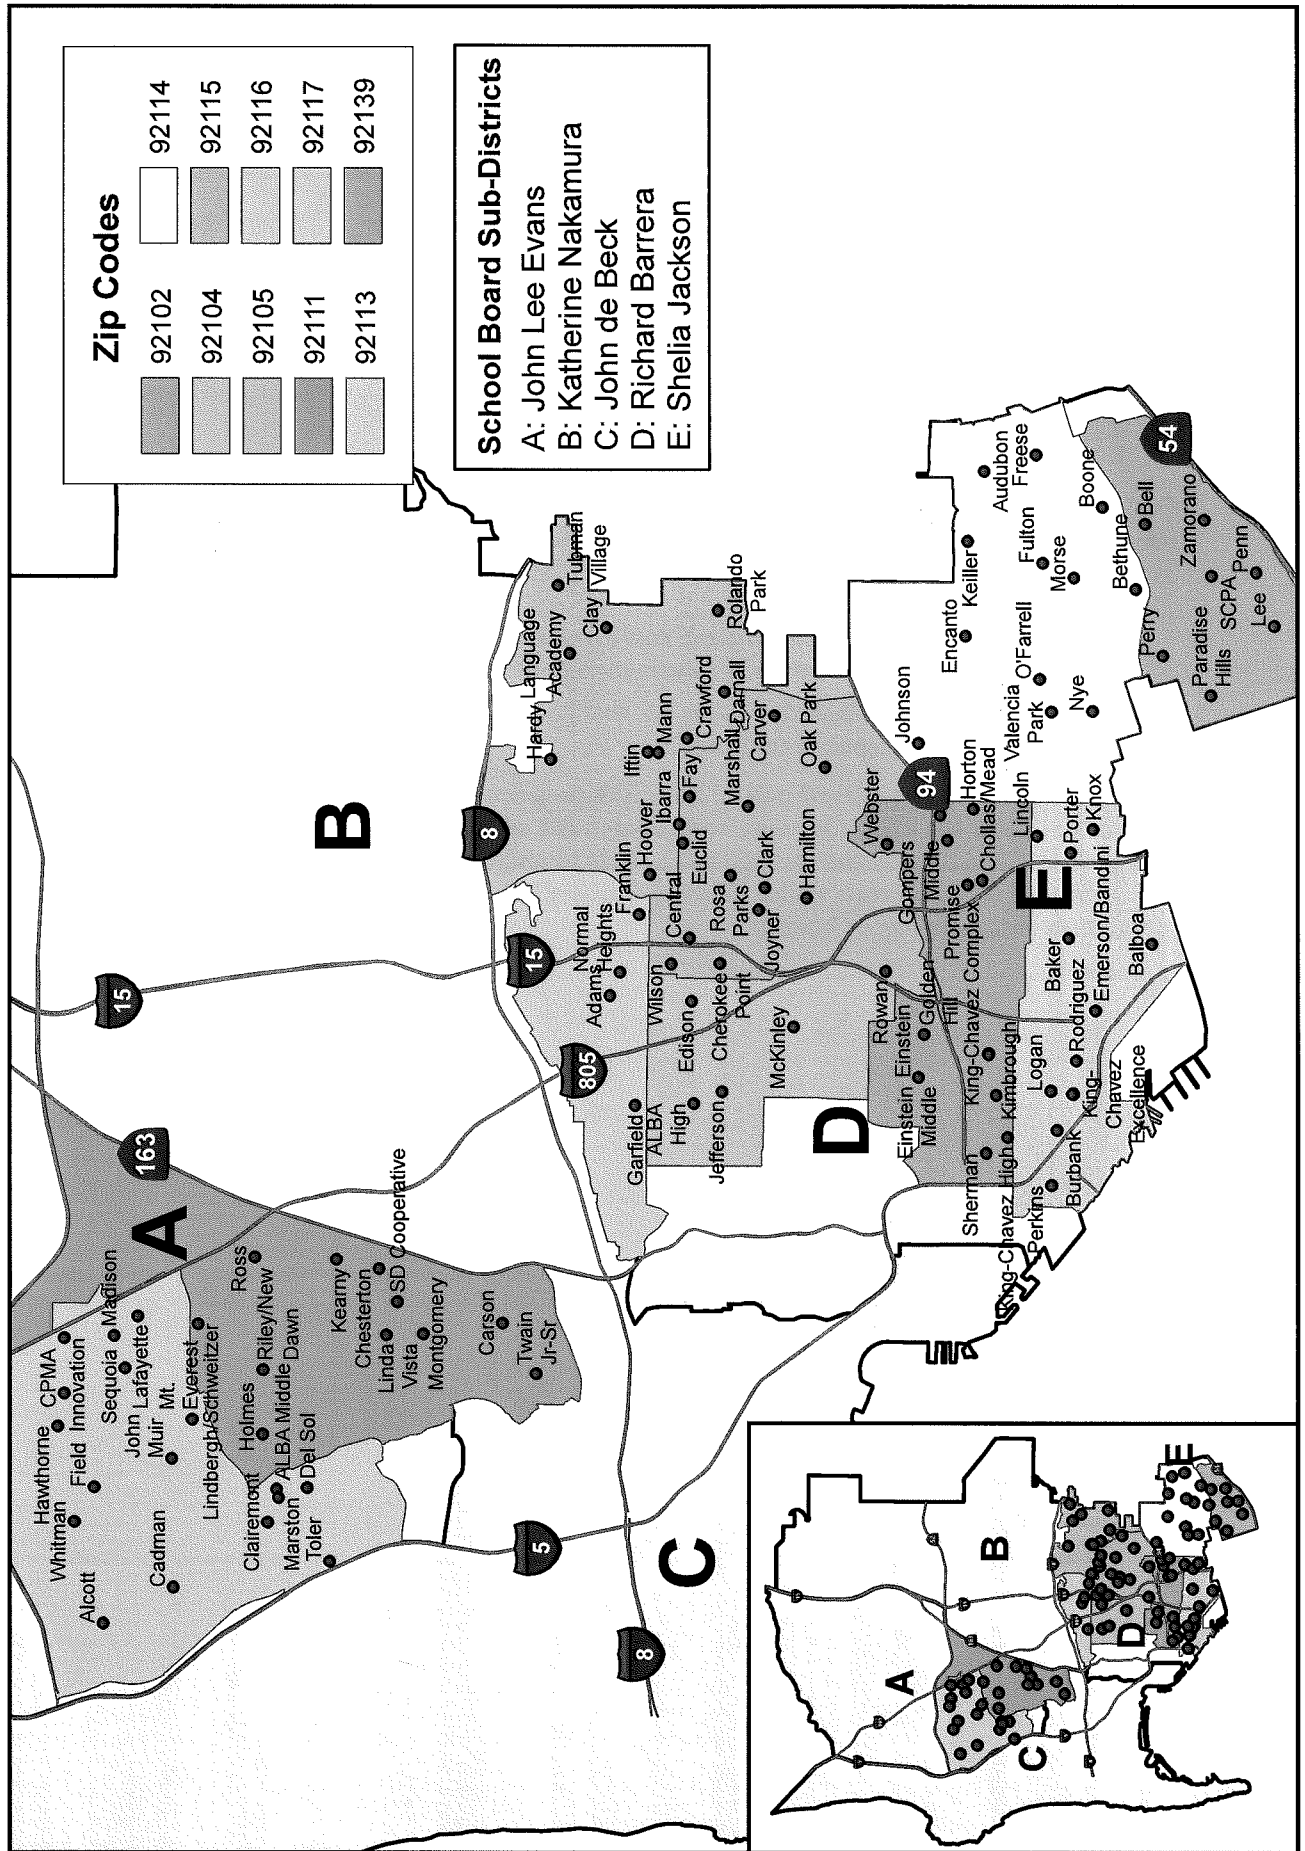 Zip Codes
92102
92104
92105
92111
92113
92114
92115
92116
92117
92139
School Board Sub-Districts
A: John Lee Evans
B: Katherine Nakamura
C: John de Beck
D: Richard Barrera
E: Shelia Jackson
A
B
C
D
E
163
15
15
805
8
8
5
94
54
Hawthorne
CPMA
Whitman
Field
Innovation
Alcott
Sequoia
Madison
Lafayette
John
Muir
Mt.
Everest
Cadman
Lindbergh/Schweitzer
Ross
Holmes
Riley/New
Dawn
Clairemont
ALBA Middle
Marston
Del Sol
Toler
Kearny
Chesterton
Linda
Vista
SD Cooperative
Montgomery
Carson
Twain
Jr-Sr
Hardy
Language
Academy
Tubman
Village
Clay
Rolando
Park
Normal
Heights
Adams
Franklin
Hoover
Iftin
Ibarra
Mann
Garfield
ALBA
High
Wilson
Central
Euclid
Fay
Crawford
Edison
Cherokee
Point
Jefferson
Rosa
Parks
Marshall
Darnall
Carver
Joyner
Clark
McKinley
Hamilton
Oak Park
Webster
Rowan
Einstein
Einstein
Middle
Golden
Hill
Gompers
Middle
Johnson
Encanto
Keiller
Audubon
Freese
Sherman
King-Chavez Complex
Promise
Horton
Chollas/Mead
King-Chavez High
Kimbrough
Lincoln
Valencia
Park
O'Farrell
Fulton
Morse
Nye
Perkins
Burbank
Logan
Rodriguez
Baker
Emerson/Bandini
Porter
Knox
King-
Chavez
Excellence
Balboa
Boone
Bethune
Bell
Perry
Paradise
Hills
Zamorano
SCPA
Penn
Lee
A
B
C
D
E